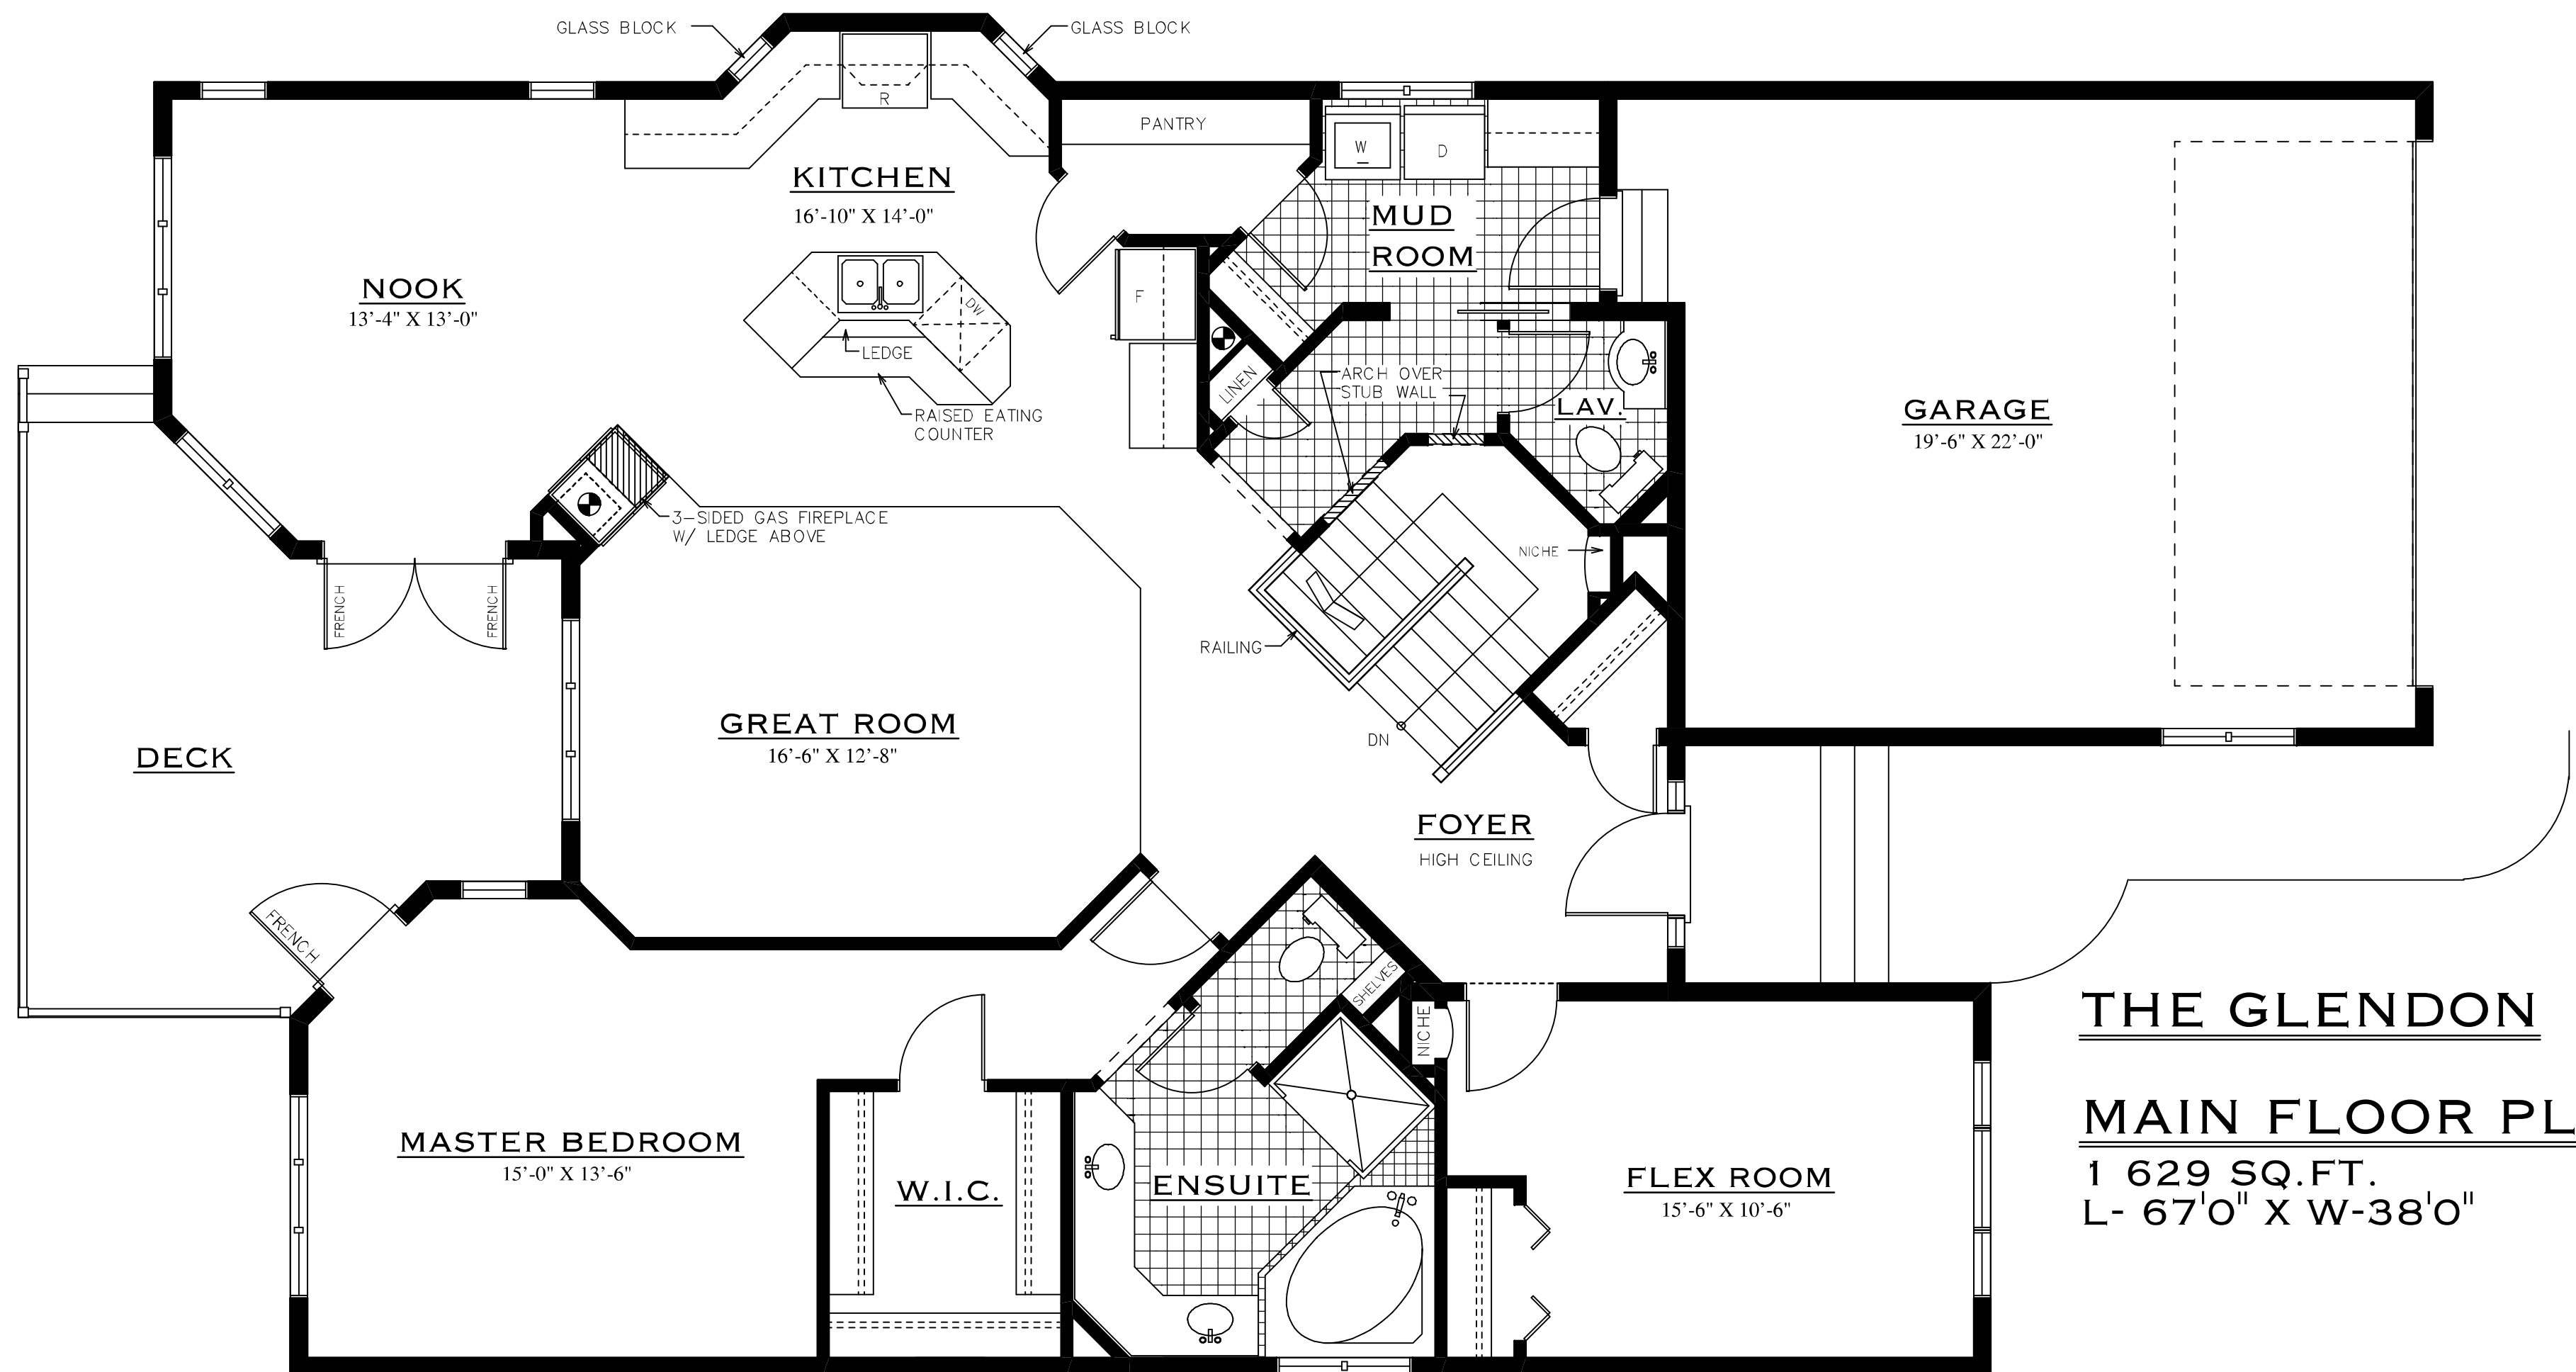 GLASS BLOCK
GLASS BLOCK
R
PANTRY
W
D
KITCHEN
16'-10" X 14'-0"
MUD
ROOM
NOOK
13'-4" X 13'-0"
DW
F
LEDGE
RAISED EATING
COUNTER
LINEN
ARCH OVER
STUB WALL
LAV.
GARAGE
19'-6" X 22'-0"
3-SIDED GAS FIREPLACE
W/ LEDGE ABOVE
NICHE
FRENCH
FRENCH
RAILING
GREAT ROOM
16'-6" X 12'-8"
DN
DECK
FOYER
HIGH CEILING
FRENCH
SHELVES
NICHE
THE GLENDON
MAIN FLOOR PL
1 629 SQ.FT.
L- 67'0" X W-38'0"
MASTER BEDROOM
15'-0" X 13'-6"
W.I.C.
ENSUITE
FLEX ROOM
15'-6" X 10'-6"